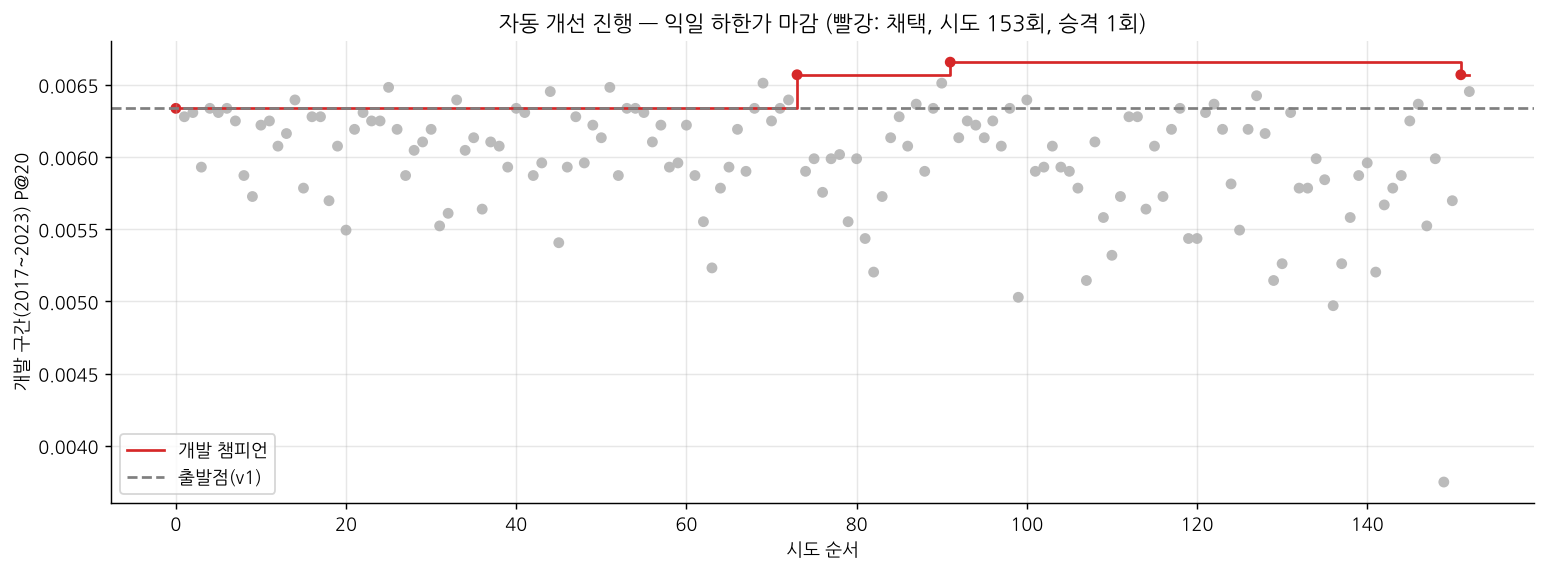 자동 개선 진행 — 익일 하한가 마감 (빨강: 채택, 시도 153회, 승격 1회)
개발 구간(2017~2023) P@20
0.0065
0.0060
0.0055
0.0050
0.0045
0.0040
개발 챔피언
출발점(v1)
0 20 40 60 80 100 120 140
시도 순서